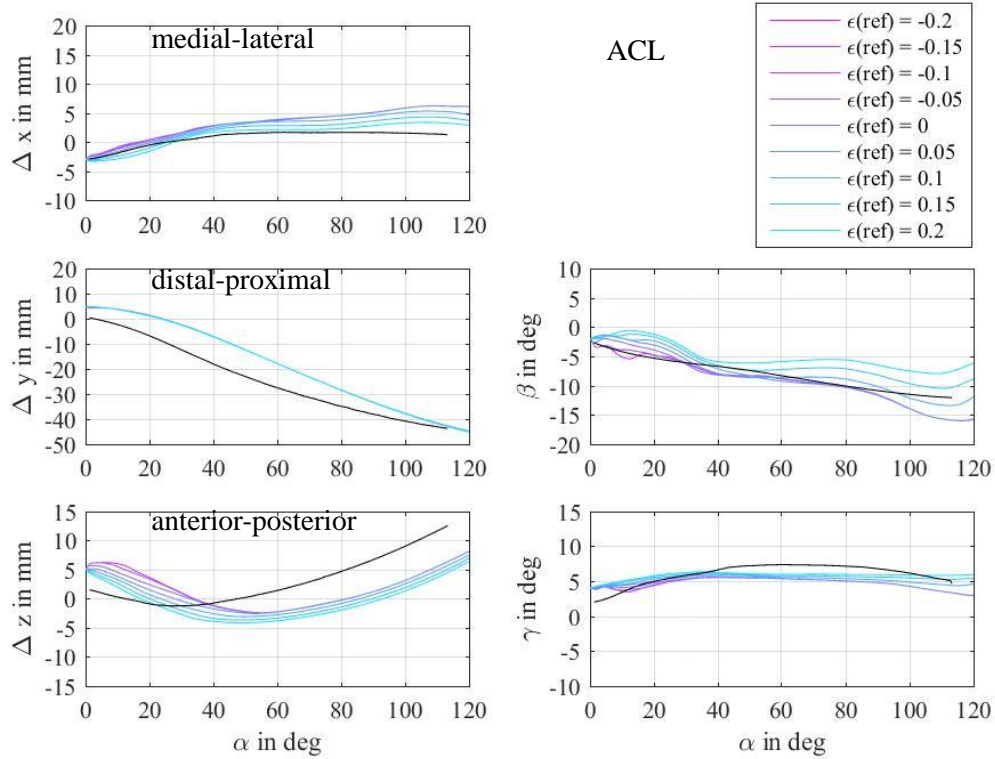 medial-lateral
20
15
10
5
0
-5
-10
Δ x in mm
0 20 40 60 80 100 120
ACL
ϵ(ref) = -0.2
ϵ(ref) = -0.15
ϵ(ref) = -0.1
ϵ(ref) = -0.05
ϵ(ref) = 0
ϵ(ref) = 0.05
ϵ(ref) = 0.1
ϵ(ref) = 0.15
ϵ(ref) = 0.2
distal-proximal
20
10
0
-10
-20
-30
-40
-50
Δ y in mm
0 20 40 60 80 100 120
10
5
0
-5
-10
-15
-20
β in deg
0 20 40 60 80 100 120
anterior-posterior
15
10
5
0
-5
-10
-15
Δ z in mm
0 20 40 60 80 100 120
α in deg
15
10
5
0
-5
-10
γ in deg
0 20 40 60 80 100 120
α in deg